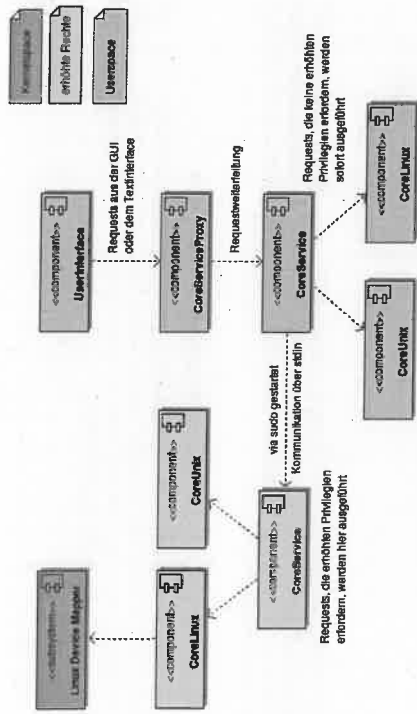 Kernelspace
erhöhte Rechte
Userspace
<<component>>
UserInterface
Requests aus der GUI
oder dem Textinterface
<<component>>
CoreServiceProxy
Requestweiterleitung
<<component>>
CoreService
Requests, die keine erhöhten
Privilegien erfordern, werden
sofort ausgeführt
<<component>>
CoreUnix
<<component>>
CoreLinux
via sudo gestartet
Kommunikation über stdin
<<component>>
CoreService
Requests, die erhöhten Privilegien
erfordern, werden hier ausgeführt
<<component>>
CoreUnix
<<component>>
CoreLinux
<<subsystem>>
Linux Device Mapper